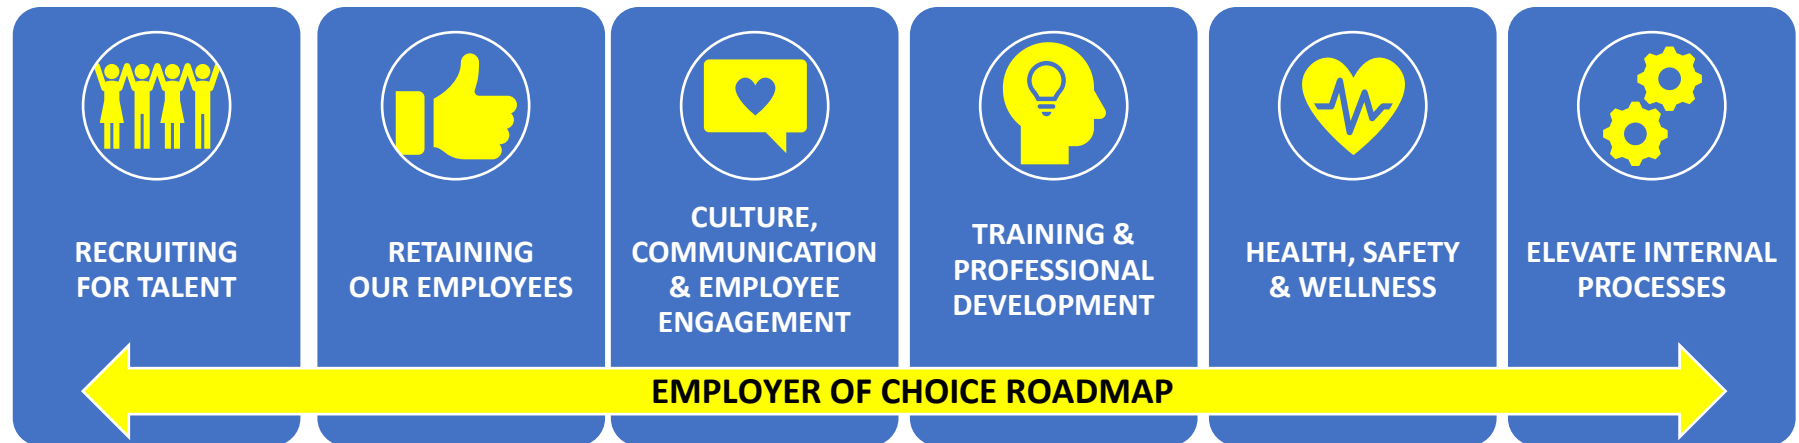 RECRUITING
FOR TALENT
RETAINING
OUR EMPLOYEES
CULTURE,
COMMUNICATION
& EMPLOYEE
ENGAGEMENT
TRAINING &
PROFESSIONAL
DEVELOPMENT
HEALTH, SAFETY
& WELLNESS
ELEVATE INTERNAL
PROCESSES
EMPLOYER OF CHOICE ROADMAP